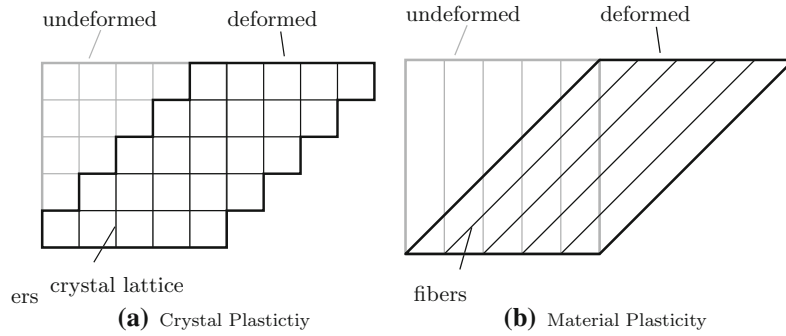 undeformed
deformed
undeformed
deformed
ers
crystal lattice
fibers
(a) Crystal Plastictiy
(b) Material Plasticity